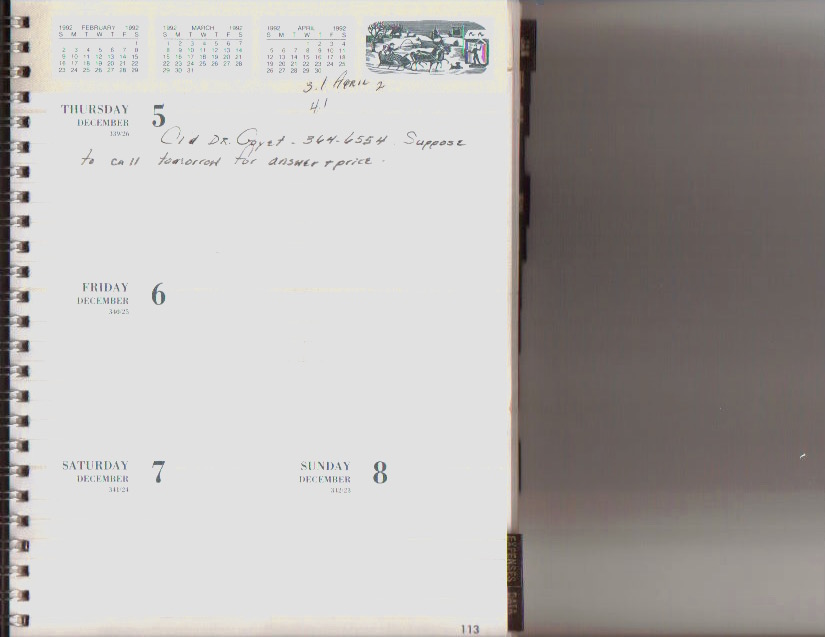 1992 FEBRUARY 1992
S M T W T F S
1
2 3 4 5 6 7 8
9 10 11 12 13 14 15
16 17 18 19 20 21 22
23 24 25 26 27 28 29
1992 MARCH 1992
S M T W T F S
1 2 3 4 5 6 7
8 9 10 11 12 13 14
15 16 17 18 19 20 21
22 23 24 25 26 27 28
29 30 31
1992 APRIL 1992
S M T W T F S
1 2 3 4
5 6 7 8 9 10 11
12 13 14 15 16 17 18
19 20 21 22 23 24 25
26 27 28 29 30
3.1 APRIL 2
4.1
THURSDAY 5
DECEMBER
339/26
Cld DR. - 364-6554. Suppose
to call tomorrow for answer + price.
FRIDAY 6
DECEMBER
340/25
SATURDAY 7
DECEMBER
341/24
SUNDAY 8
DECEMBER
342/23
EXPENSES
DATA
113